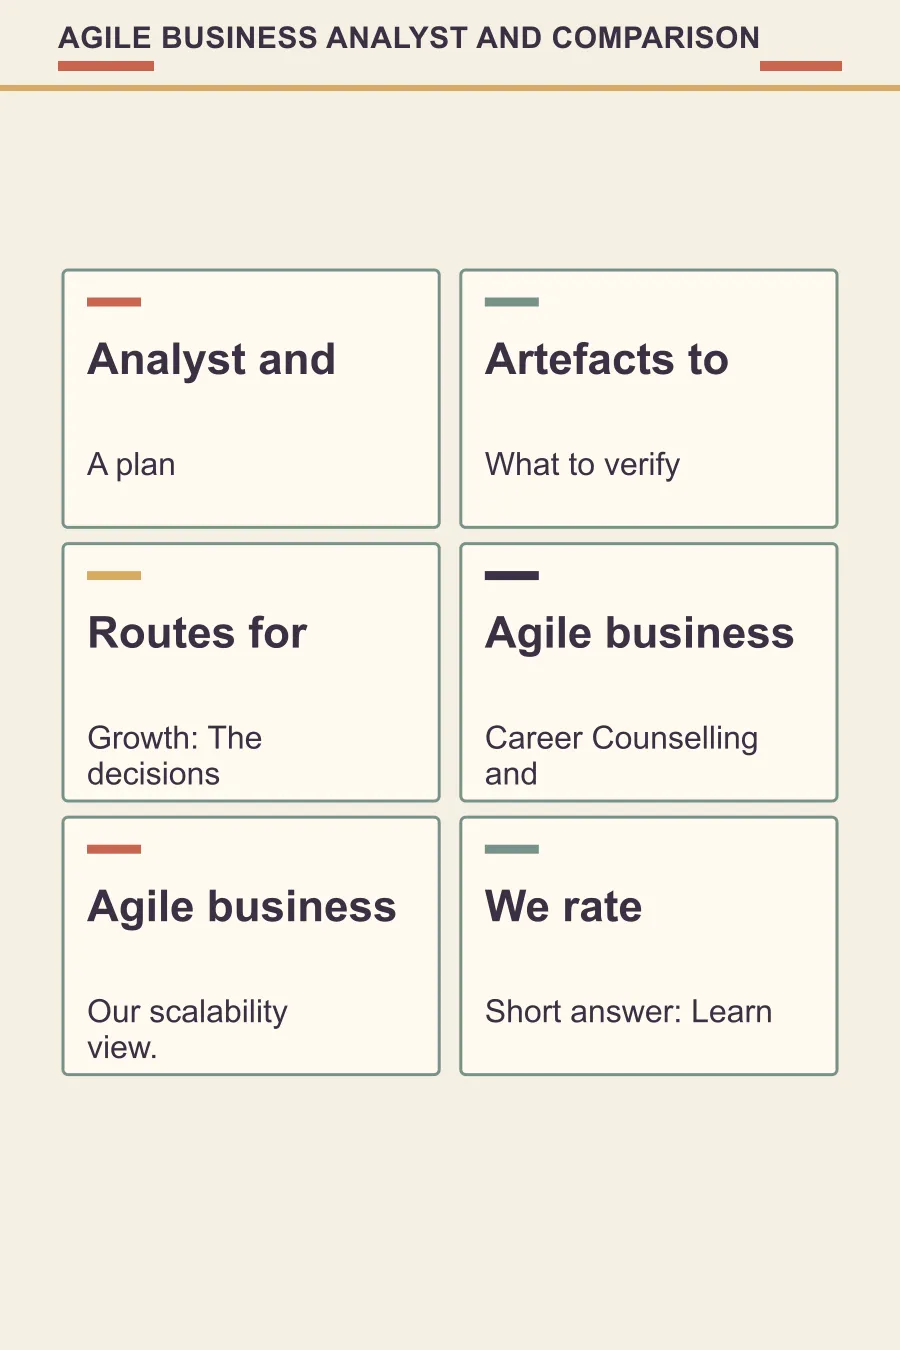 AGILE BUSINESS ANALYST AND COMPARISON
Analyst and
A plan
Artefacts to
What to verify
Routes for
Growth: The
decisions
Agile business
Career Counselling
and
Agile business
Our scalability
view.
We rate
Short answer: Learn